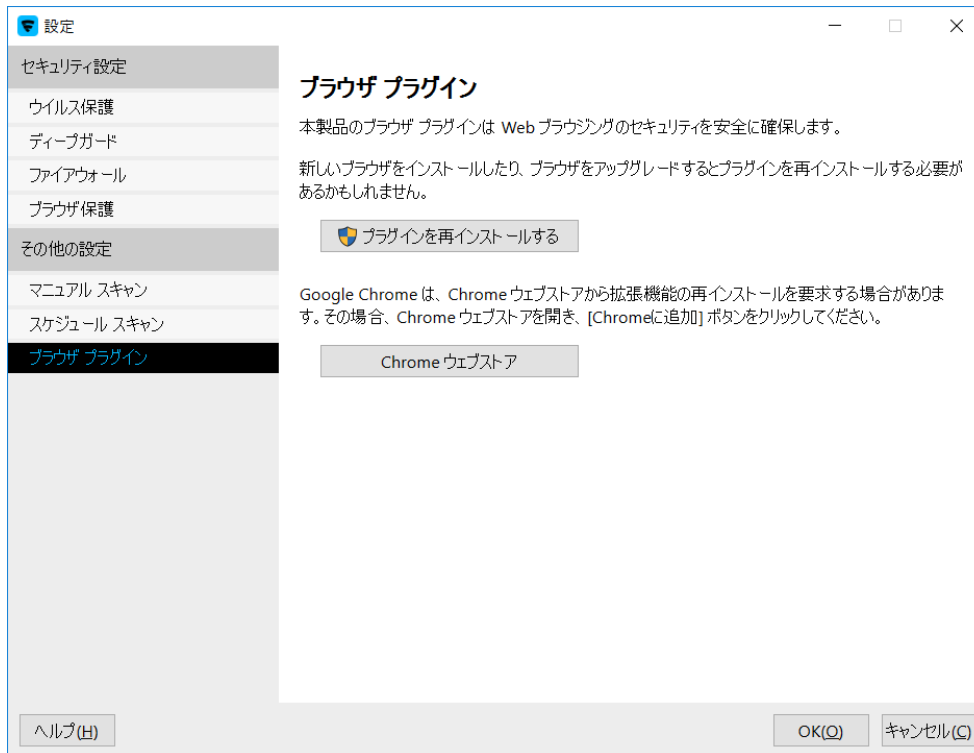 設定
セキュリティ設定
ウイルス保護
ディープガード
ファイアウォール
ブラウザ保護
その他の設定
マニュアル スキャン
スケジュール スキャン
ブラウザ プラグイン
ブラウザ プラグイン
本製品のブラウザ プラグインは Web ブラウジングのセキュリティを安全に確保します。
新しいブラウザをインストールしたり、ブラウザをアップグレードするとプラグインを再インストールする必要が
あるかもしれません。
プラグインを再インストールする
Google Chrome は、Chrome ウェブストアから拡張機能の再インストールを要求する場合がありま
す。その場合、Chrome ウェブストアを開き、[Chromeに追加] ボタンをクリックしてください。
Chrome ウェブストア
ヘルプ(H)
OK(O)
キャンセル(C)